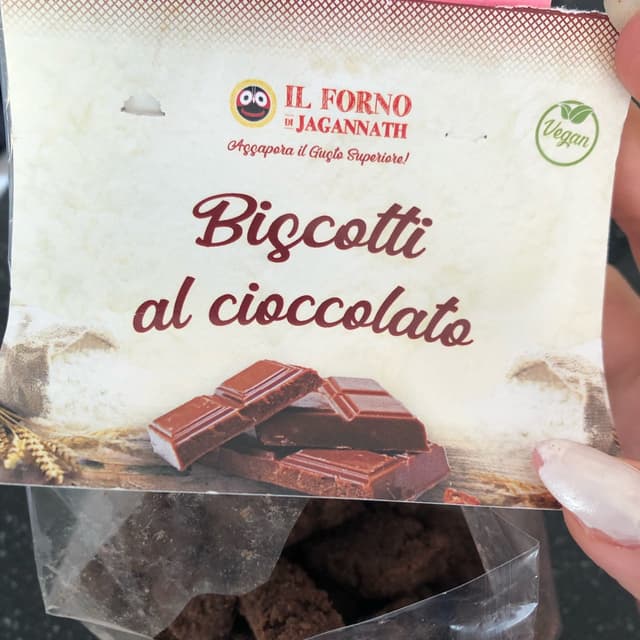 IL FORNO
DI JAGANNATH
Assapora il Gusto Superiore!
Vegan
Biscotti
al cioccolato